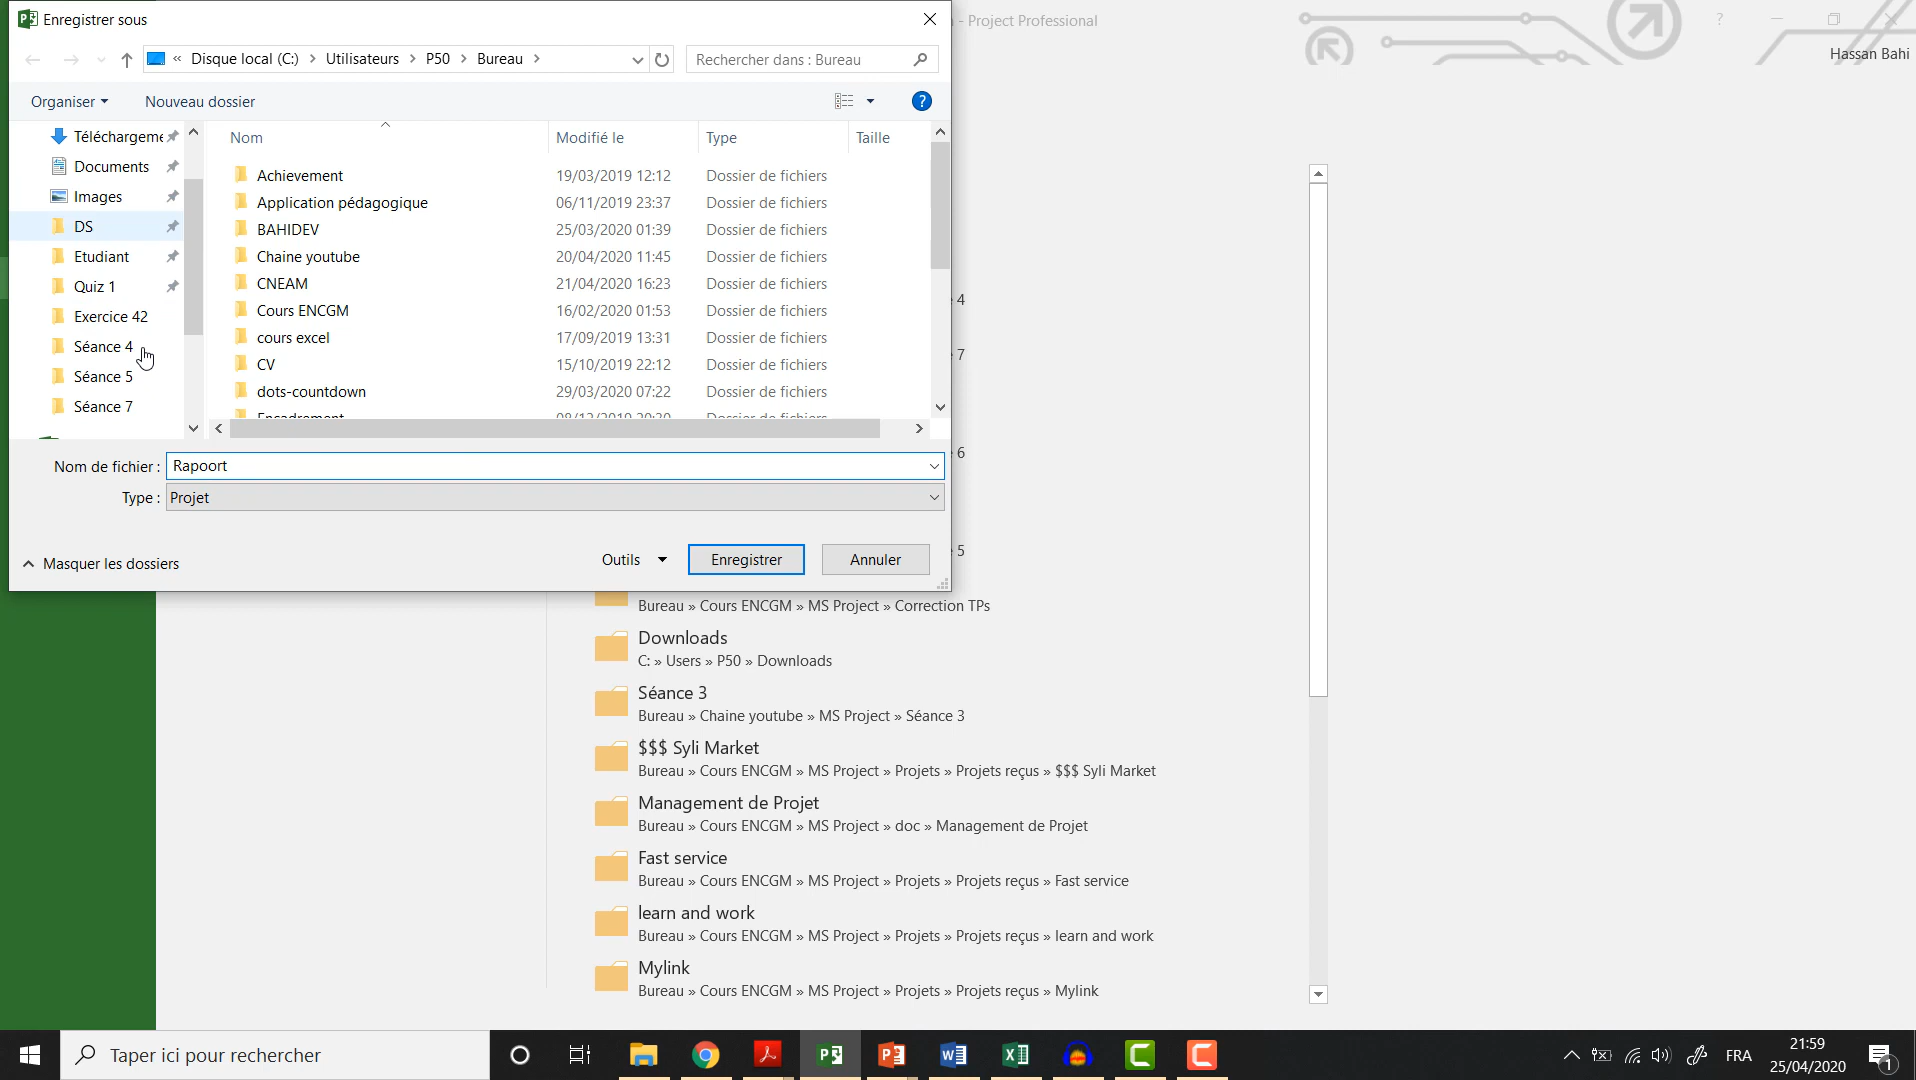 Enregistrer sous
- Project Professional
?
Hassan Bahi
« Disque local (C:) > Utilisateurs > P50 > Bureau >
Rechercher dans : Bureau
Organiser
Nouveau dossier
?
Nom
Modifié le
Type
Taille
Téléchargeme
Documents
Images
DS
Etudiant
Quiz 1
Exercice 42
Séance 4
Séance 5
Séance 7
Achievement 19/03/2019 12:12 Dossier de fichiers
Application pédagogique 06/11/2019 23:37 Dossier de fichiers
BAHIDEV 25/03/2020 01:39 Dossier de fichiers
Chaine youtube 20/04/2020 11:45 Dossier de fichiers
CNEAM 21/04/2020 16:23 Dossier de fichiers
Cours ENCGM 16/02/2020 01:53 Dossier de fichiers
cours excel 17/09/2019 13:31 Dossier de fichiers
CV 15/10/2019 22:12 Dossier de fichiers
dots-countdown 29/03/2020 07:22 Dossier de fichiers
Encadrement 08/12/2019 20:20 Dossier de fichiers
4
7
6
5
Nom de fichier : Rapoort
Type : Projet
Masquer les dossiers
Outils
Enregistrer
Annuler
Bureau » Cours ENCGM » MS Project » Correction TPs
Downloads
C: » Users » P50 » Downloads
Séance 3
Bureau » Chaine youtube » MS Project » Séance 3
$$$ Syli Market
Bureau » Cours ENCGM » MS Project » Projets » Projets reçus » $$$ Syli Market
Management de Projet
Bureau » Cours ENCGM » MS Project » doc » Management de Projet
Fast service
Bureau » Cours ENCGM » MS Project » Projets » Projets reçus » Fast service
learn and work
Bureau » Cours ENCGM » MS Project » Projets » Projets reçus » learn and work
Mylink
Bureau » Cours ENCGM » MS Project » Projets » Projets reçus » Mylink
Taper ici pour rechercher
FRA
21:59
25/04/2020
1